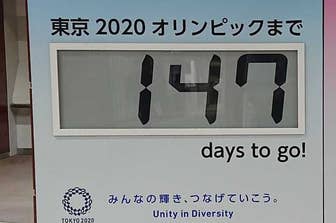 東京 2020 オリンピックまで
147
days to go!
TOKYO 2020
みんなの輝き、つなげていこう。
Unity in Diversity